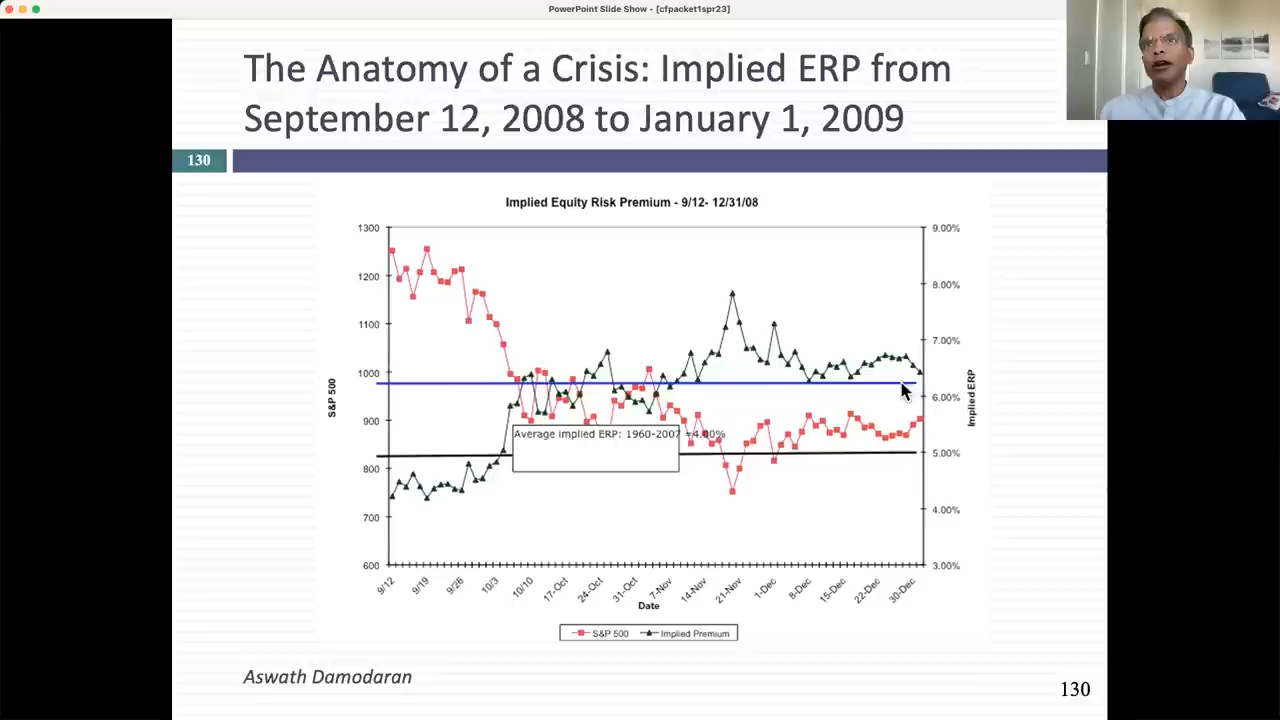 PowerPoint Slide Show - [cfpacket1spr23]
The Anatomy of a Crisis: Implied ERP from
September 12, 2008 to January 1, 2009
130
Implied Equity Risk Premium - 9/12- 12/31/08
1300
1200
1100
1000
900
800
700
600
S&P 500
9.00%
8.00%
7.00%
6.00%
5.00%
4.00%
3.00%
Implied ERP
Average implied ERP: 1960-2007 =4.00%
9/12
9/19
9/26
10/3
10/10
17-Oct
24-Oct
31-Oct
7-Nov
14-Nov
21-Nov
1-Dec
8-Dec
15-Dec
22-Dec
30-Dec
Date
S&P 500
Implied Premium
Aswath Damodaran
130